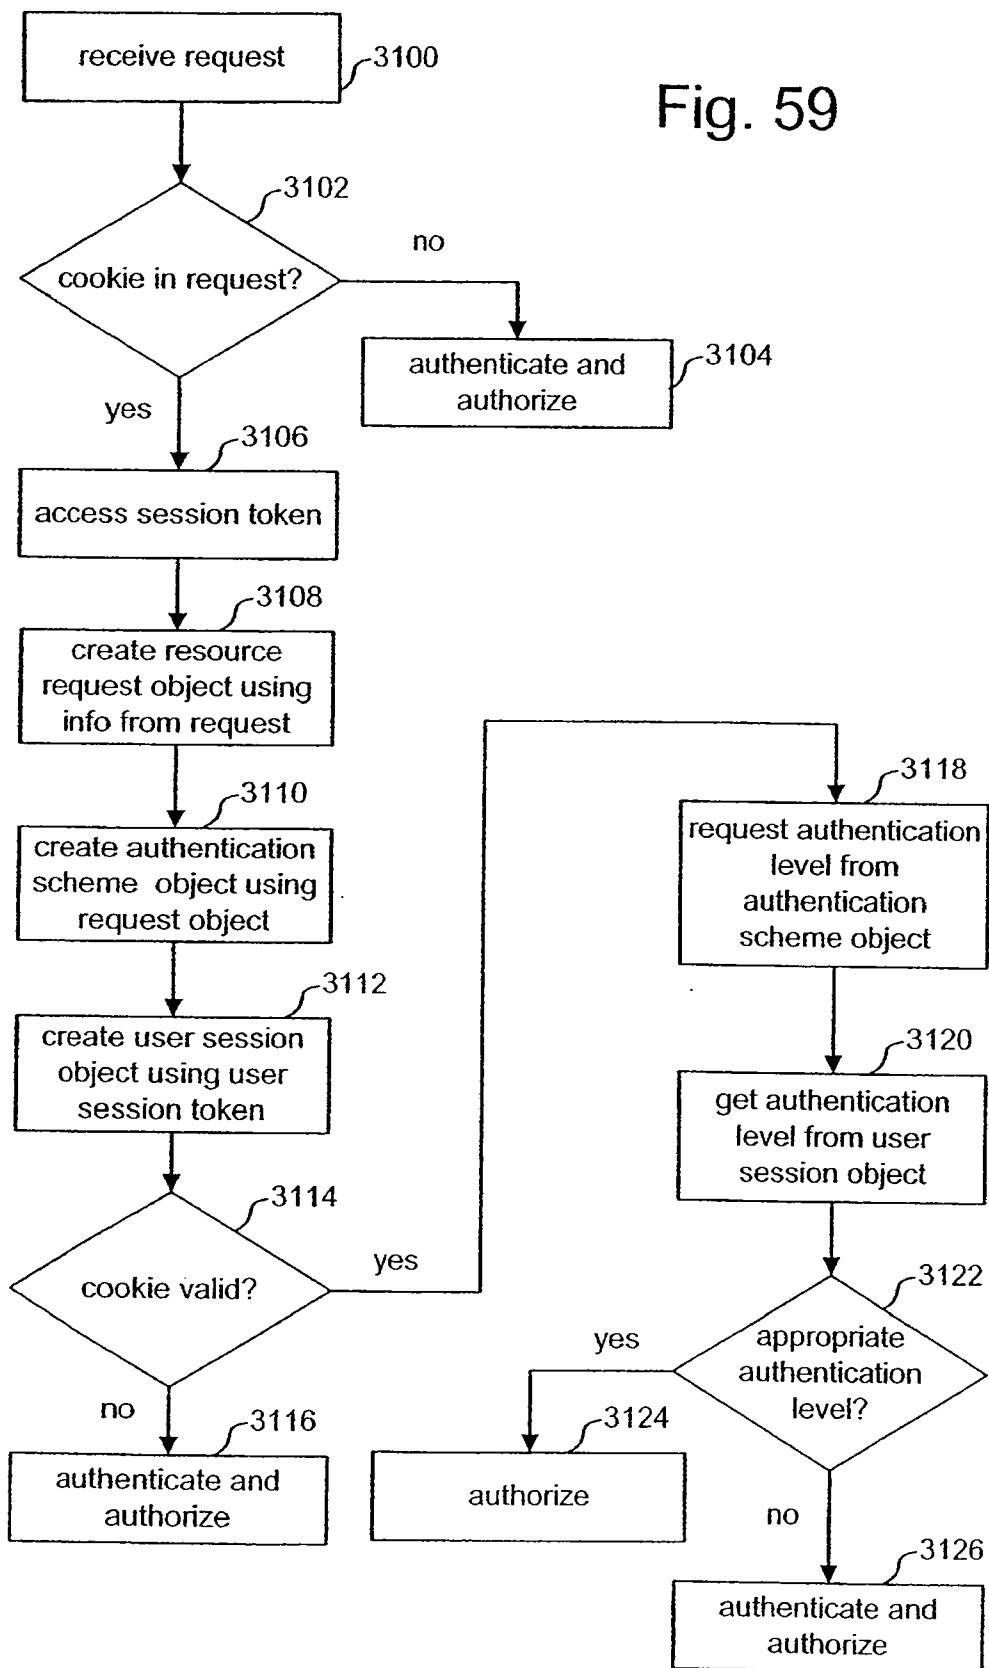 receive request
3100
Fig. 59
3102
cookie in request?
no
authenticate and
authorize
3104
yes
3106
access session token
3108
create resource
request object using
info from request
3110
create authentication
scheme object using
request object
3112
create user session
object using user
session token
3114
cookie valid?
yes
no
3116
authenticate and
authorize
3118
request authentication
level from
authentication
scheme object
3120
get authentication
level from user
session object
3122
appropriate
authentication
level?
yes
3124
authorize
no
3126
authenticate and
authorize